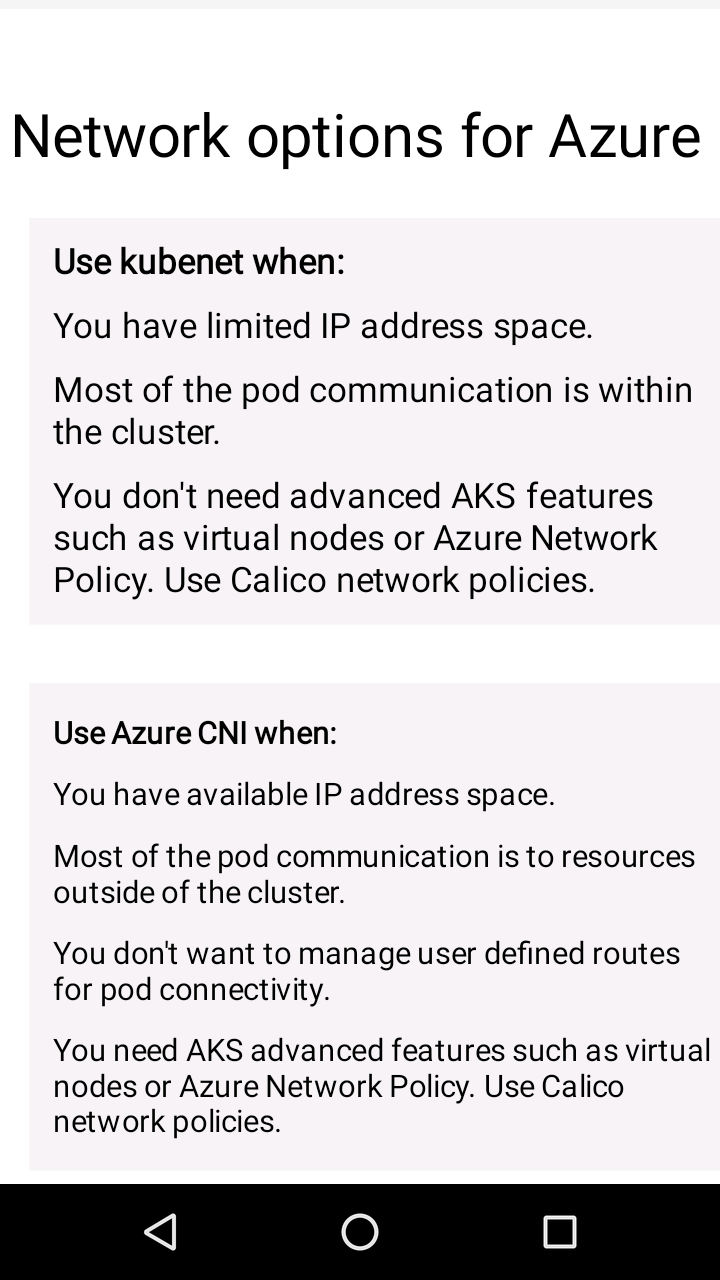 Network options for Azure
Use kubenet when:
You have limited IP address space.
Most of the pod communication is within
the cluster.
You don't need advanced AKS features
such as virtual nodes or Azure Network
Policy. Use Calico network policies.
Use Azure CNI when:
You have available IP address space.
Most of the pod communication is to resources
outside of the cluster.
You don't want to manage user defined routes
for pod connectivity.
You need AKS advanced features such as virtual
nodes or Azure Network Policy. Use Calico
network policies.